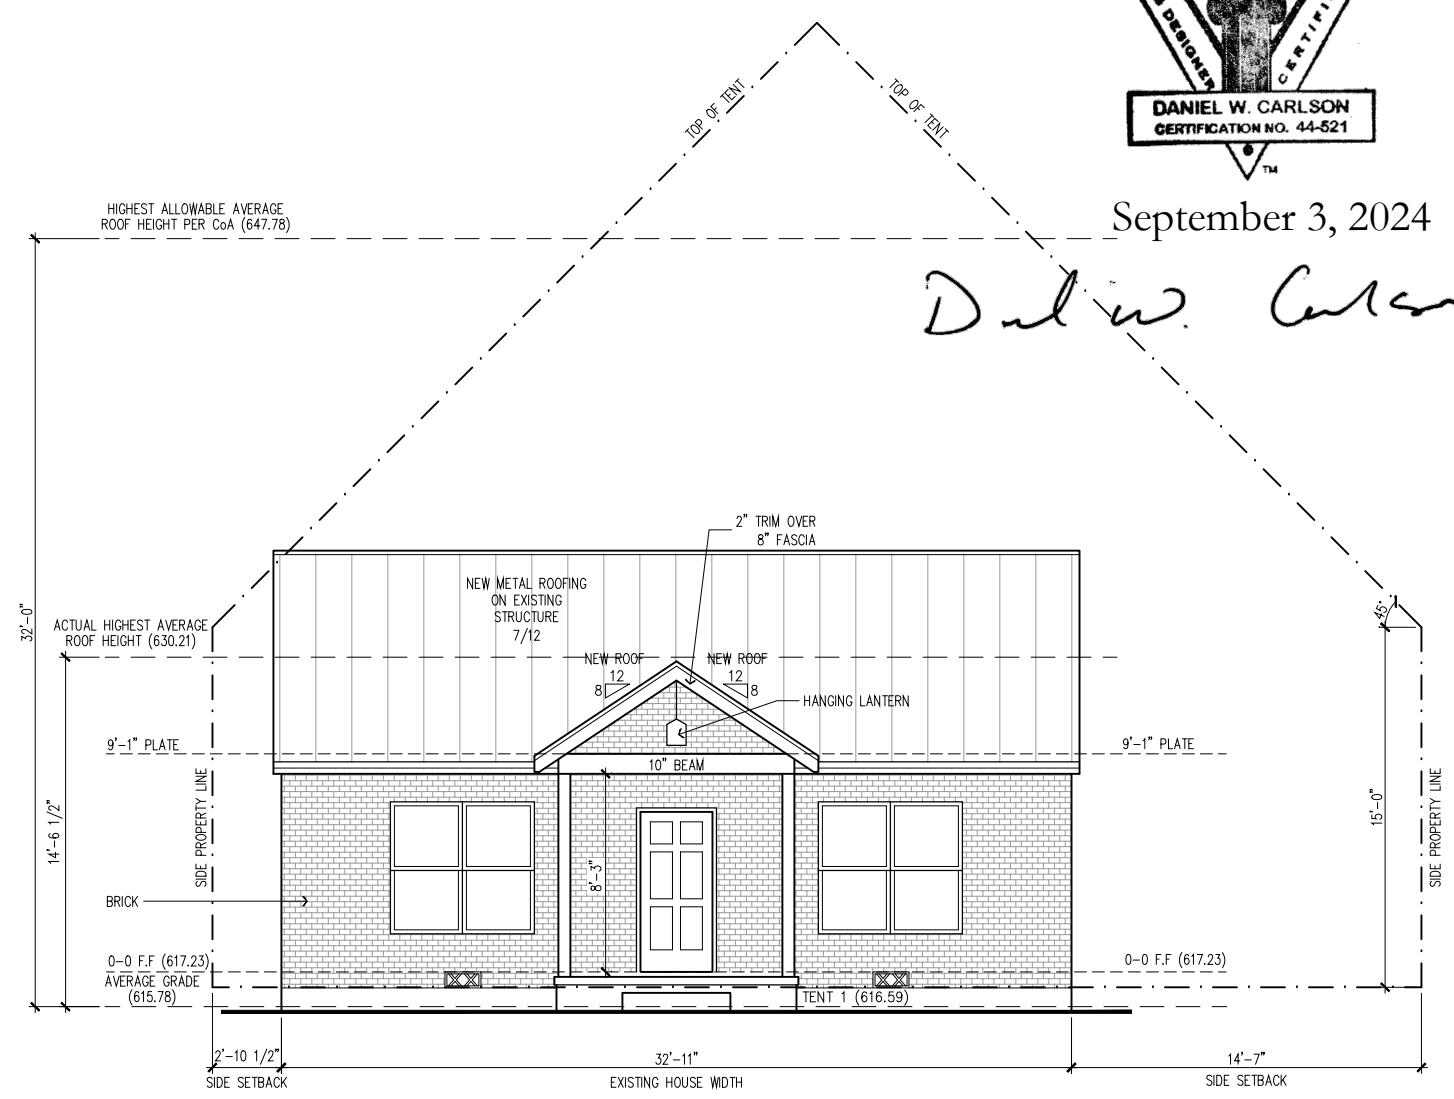 S DESIGNER
CERTIFI
DANIEL W. CARLSON
CERTIFICATION NO. 44-521
TM
September 3, 2024
Daniel W. Carlson
TOP OF TENT
TOP OF TENT
HIGHEST ALLOWABLE AVERAGE
ROOF HEIGHT PER CoA (647.78)
2" TRIM OVER
8" FASCIA
NEW METAL ROOFING
ON EXISTING
STRUCTURE
7/12
32'-0"
ACTUAL HIGHEST AVERAGE
ROOF HEIGHT (630.21)
45°
NEW ROOF
12
8
NEW ROOF
12
8
HANGING LANTERN
9'-1" PLATE
9'-1" PLATE
10" BEAM
14'-6 1/2"
SIDE PROPERTY LINE
8'-3"
15'-0"
SIDE PROPERTY LINE
BRICK
0-0 F.F (617.23)
0-0 F.F (617.23)
AVERAGE GRADE
(615.78)
TENT 1 (616.59)
2'-10 1/2"
SIDE SETBACK
32'-11"
EXISTING HOUSE WIDTH
14'-7"
SIDE SETBACK